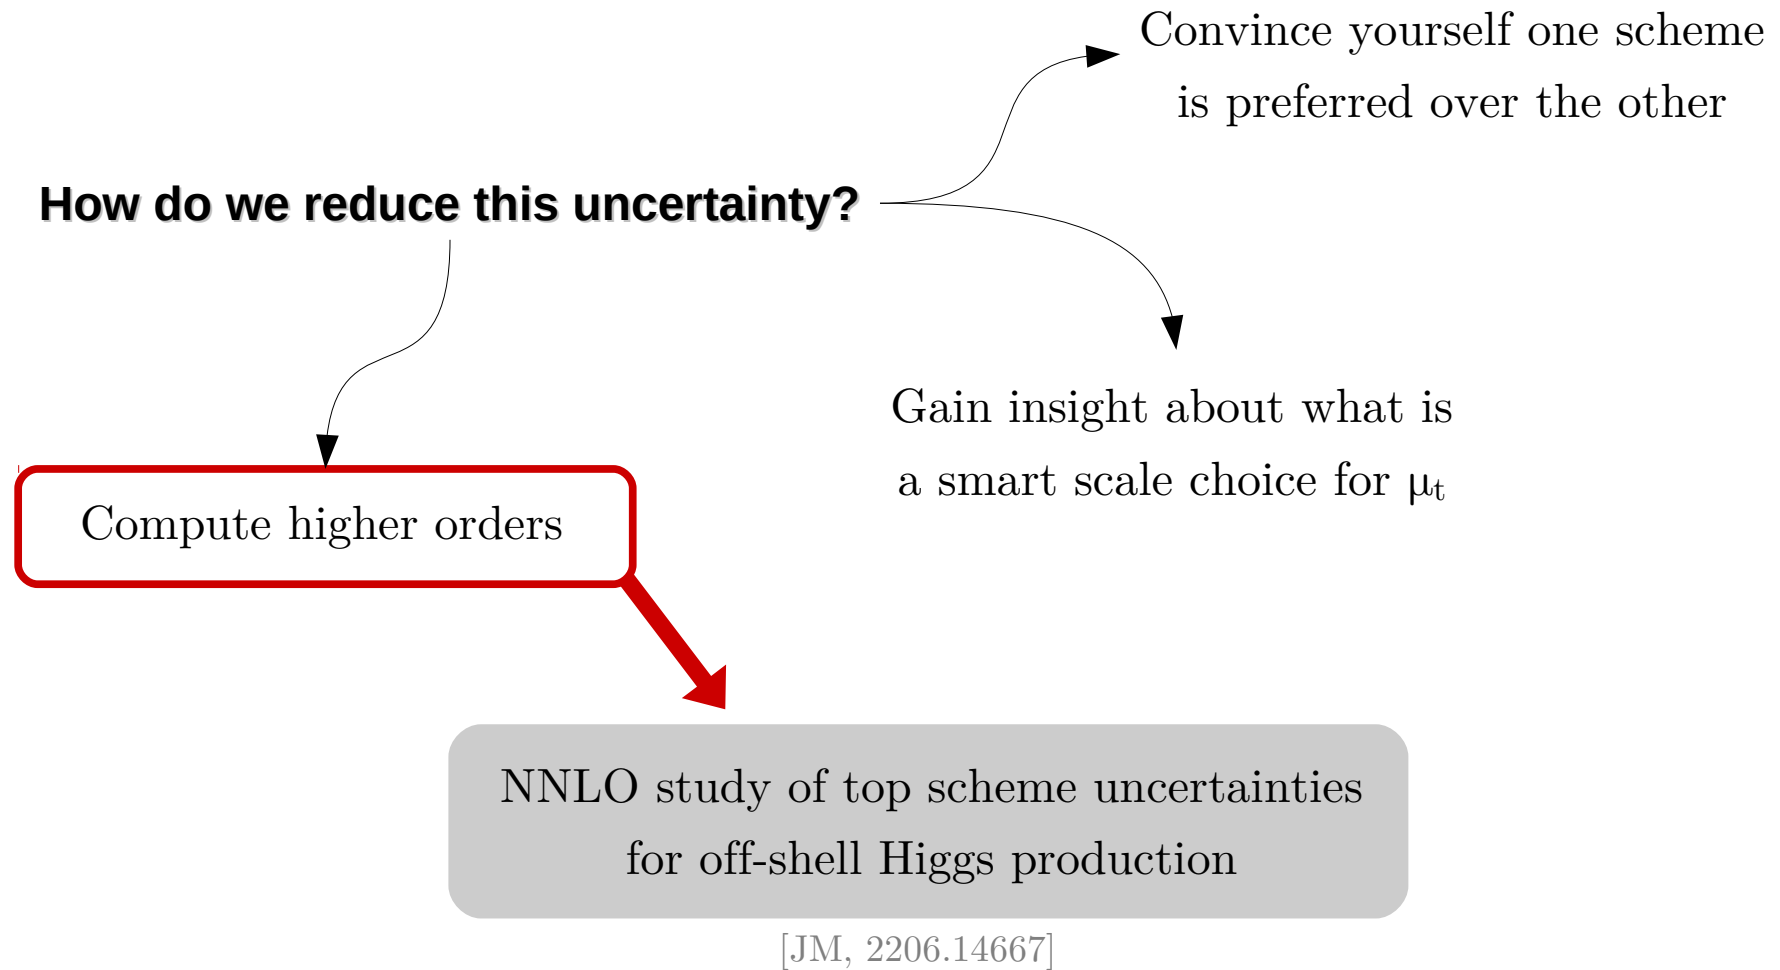 Convince yourself one scheme
is preferred over the other
How do we reduce this uncertainty?
Gain insight about what is
a smart scale choice for μₜ
Compute higher orders
NNLO study of top scheme uncertainties
for off-shell Higgs production
[JM, 2206.14667]